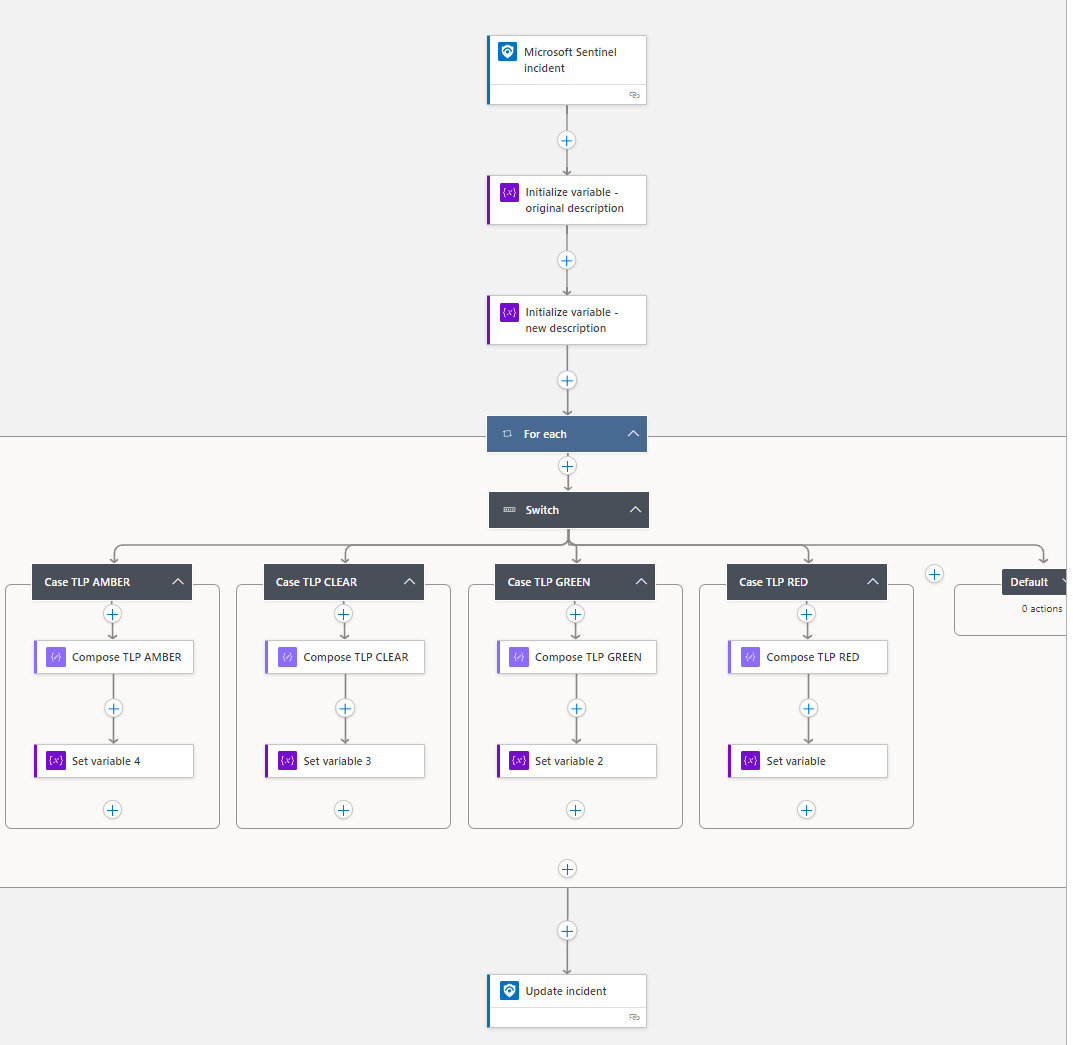 Microsoft Sentinel
incident
Initialize variable -
original description
Initialize variable -
new description
For each
Switch
Case TLP AMBER
Case TLP CLEAR
Case TLP GREEN
Case TLP RED
Default
0 actions
Compose TLP AMBER
Compose TLP CLEAR
Compose TLP GREEN
Compose TLP RED
Set variable 4
Set variable 3
Set variable 2
Set variable
Update incident